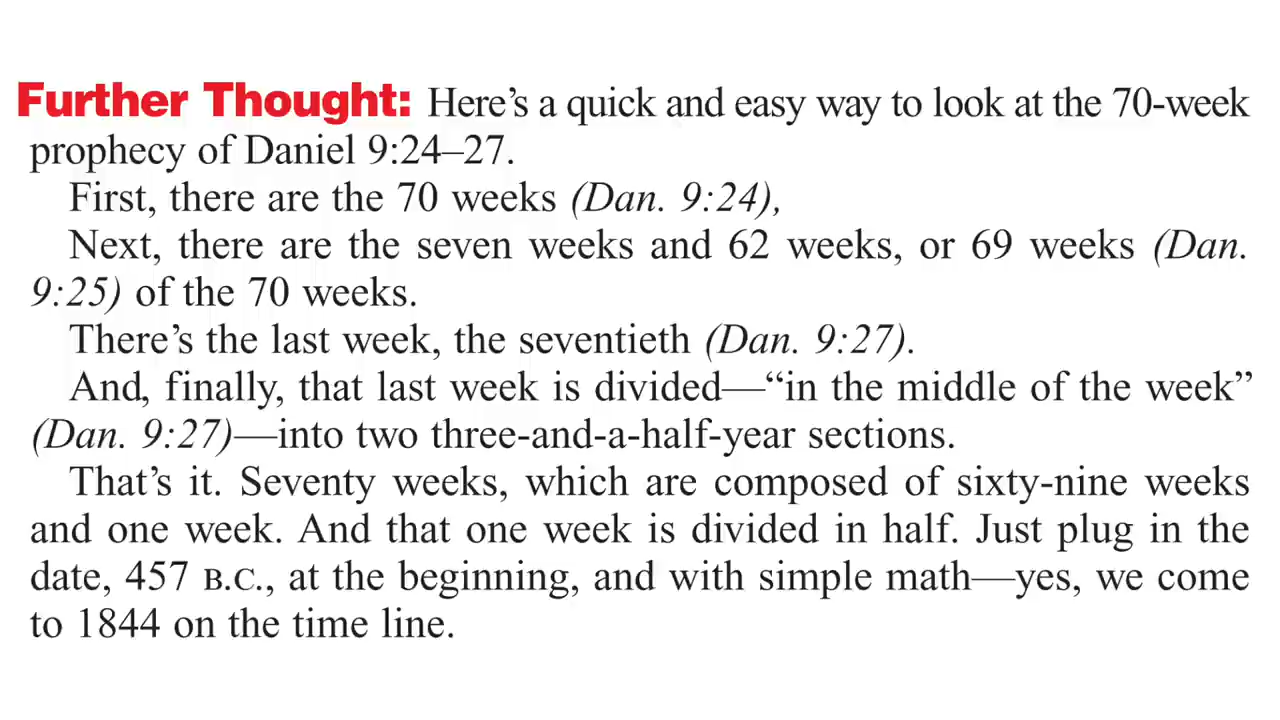 Further Thought: Here’s a quick and easy way to look at the 70-week
prophecy of Daniel 9:24–27.
First, there are the 70 weeks (Dan. 9:24),
Next, there are the seven weeks and 62 weeks, or 69 weeks (Dan.
9:25) of the 70 weeks.
There’s the last week, the seventieth (Dan. 9:27).
And, finally, that last week is divided—“in the middle of the week”
(Dan. 9:27)—into two three-and-a-half-year sections.
That’s it. Seventy weeks, which are composed of sixty-nine weeks
and one week. And that one week is divided in half. Just plug in the
date, 457 B.C., at the beginning, and with simple math—yes, we come
to 1844 on the time line.